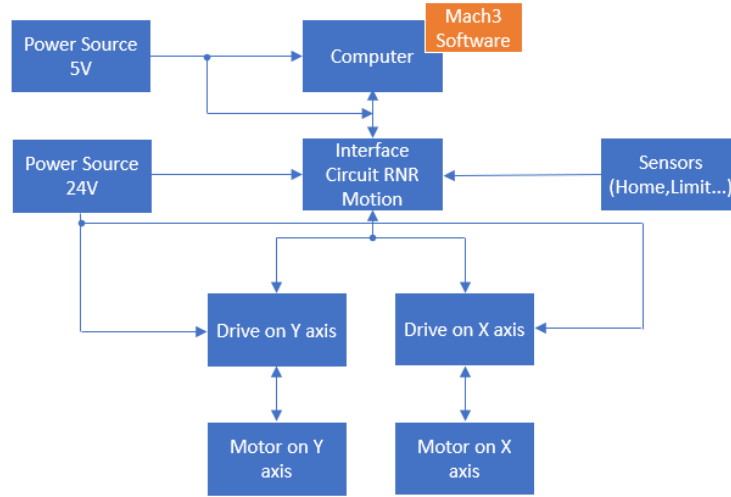 Mach3
Software
Power Source
5V
Computer
Power Source
24V
Interface
Circuit RNR
Motion
Sensors
(Home,Limit...)
Drive on Y axis
Drive on X axis
Motor on Y
axis
Motor on X
axis